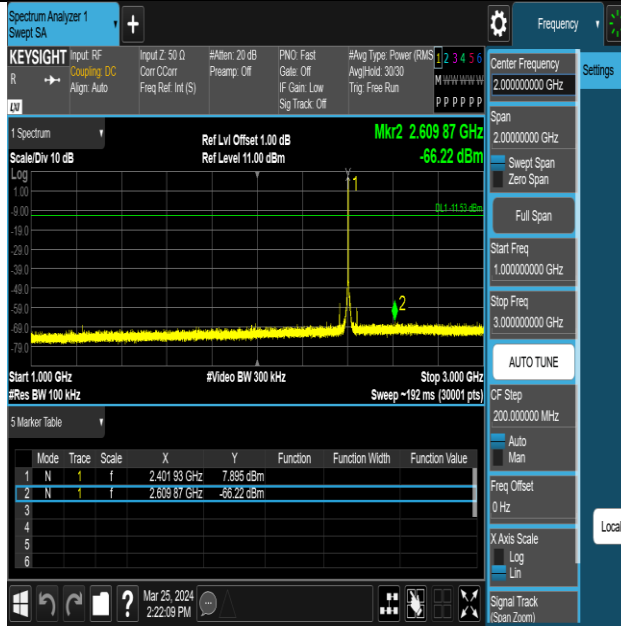 Spectrum Analyzer 1
Swept SA
+
Frequency
KEYSIGHT
R
LXI
Input: RF
Coupling: DC
Align: Auto
Input Z: 50 Ω
Corr CCorr
Freq Ref: Int (S)
#Atten: 20 dB
Preamp: Off
PNO: Fast
Gate: Off
IF Gain: Low
Sig Track: Off
#Avg Type: Power (RMS
Avg|Hold: 30/30
Trig: Free Run
1 2 3 4 5 6
M W W W W W
P P P P P P
1 Spectrum
Scale/Div 10 dB
Log
Ref Lvl Offset 1.00 dB
Ref Level 11.00 dBm
Mkr2 2.609 87 GHz
-66.22 dBm
1.00
-9.00
-19.0
-29.0
-39.0
-49.0
-59.0
-69.0
-79.0
1
DL1 -11.53 dBm
2
Start 1.000 GHz
#Res BW 100 kHz
#Video BW 300 kHz
Stop 3.000 GHz
Sweep ~192 ms (30001 pts)
5 Marker Table
Mode Trace Scale X Y Function Function Width Function Value
1 N 1 f 2.401 93 GHz 7.895 dBm
2 N 1 f 2.609 87 GHz -66.22 dBm
3
4
5
6
?
Mar 25, 2024
2:22:09 PM
Center Frequency
2.000000000 GHz
Settings
Span
2.00000000 GHz
Swept Span
Zero Span
Full Span
Start Freq
1.000000000 GHz
Stop Freq
3.000000000 GHz
AUTO TUNE
CF Step
200.000000 MHz
Auto
Man
Freq Offset
0 Hz
Local
X Axis Scale
Log
Lin
Signal Track
(Span Zoom)